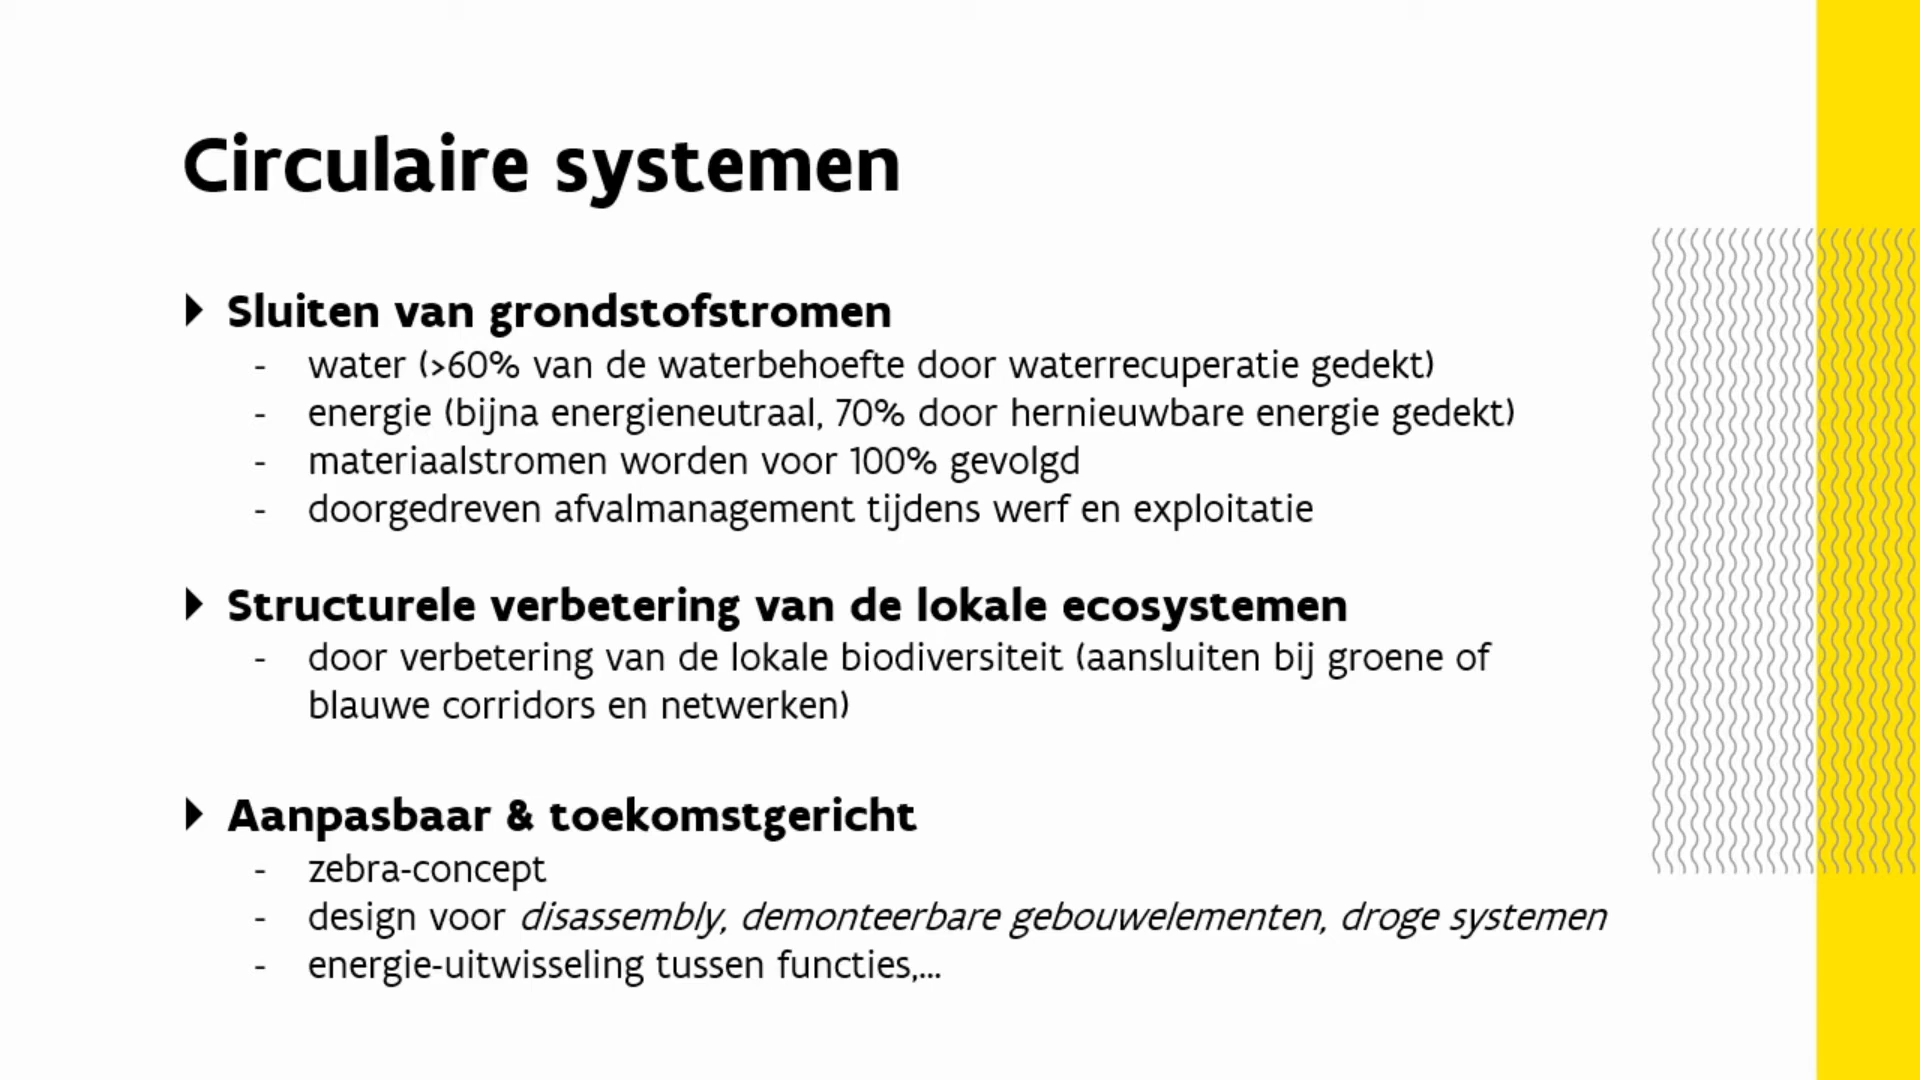 Circulaire systemen
Sluiten van grondstofstromen
- water (>60% van de waterbehoefte door waterrecuperatie gedekt)
- energie (bijna energieneutraal, 70% door hernieuwbare energie gedekt)
- materiaalstromen worden voor 100% gevolgd
- doorgedreven afvalmanagement tijdens werf en exploitatie
Structurele verbetering van de lokale ecosystemen
- door verbetering van de lokale biodiversiteit (aansluiten bij groene of
blauwe corridors en netwerken)
Aanpasbaar & toekomstgericht
- zebra-concept
- design voor disassembly, demonteerbare gebouwelementen, droge systemen
- energie-uitwisseling tussen functies,...